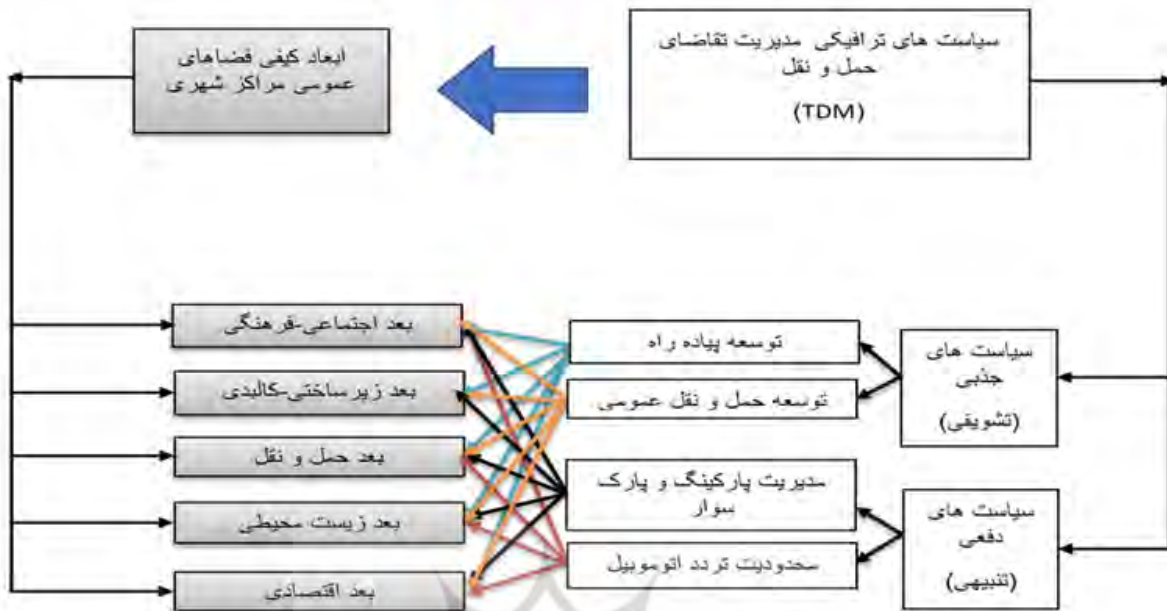 سیاست های ترافیکی مدیریت تقاضای
حمل و نقل
(TDM)
ابعاد کیفی فضاهای
عمومی مراکز شهری
سیاست های
جذبی
(تشویقی)
توسعه پیاده راه
توسعه حمل و نقل عمومی
سیاست های
دفعی
(تنبیهی)
مدیریت پارکینگ و پارک
سوار
محدودیت تردد اتوموبیل
بعد اجتماعی-فرهنگی
بعد زیرساختی-کالبدی
بعد حمل و نقل
بعد زیست محیطی
بعد اقتصادی